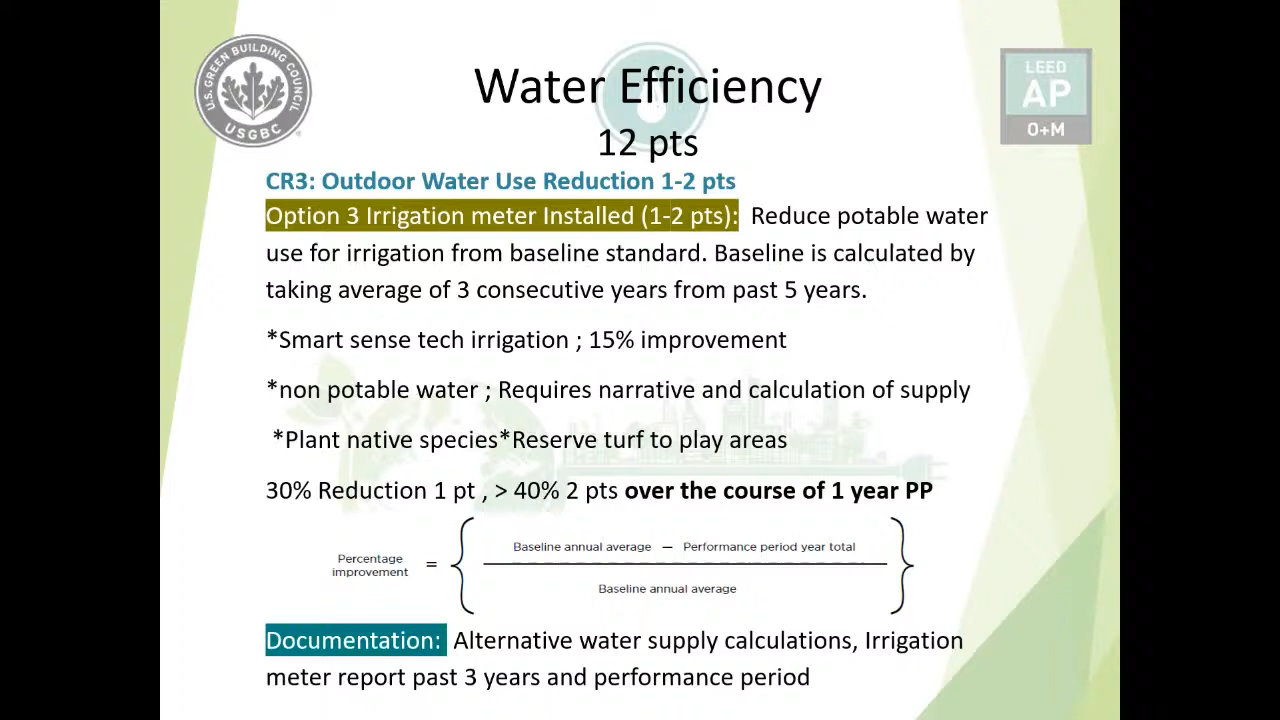 U.S. GREEN BUILDING COUNCIL
USGBC
Water Efficiency
12 pts
LEED
AP
O+M
CR3: Outdoor Water Use Reduction 1-2 pts
Option 3 Irrigation meter Installed (1-2 pts): Reduce potable water
use for irrigation from baseline standard. Baseline is calculated by
taking average of 3 consecutive years from past 5 years.
*Smart sense tech irrigation ; 15% improvement
*non potable water ; Requires narrative and calculation of supply
*Plant native species*Reserve turf to play areas
30% Reduction 1 pt , > 40% 2 pts over the course of 1 year PP
Percentage
improvement
=
Baseline annual average − Performance period year total
Baseline annual average
Documentation: Alternative water supply calculations, Irrigation
meter report past 3 years and performance period